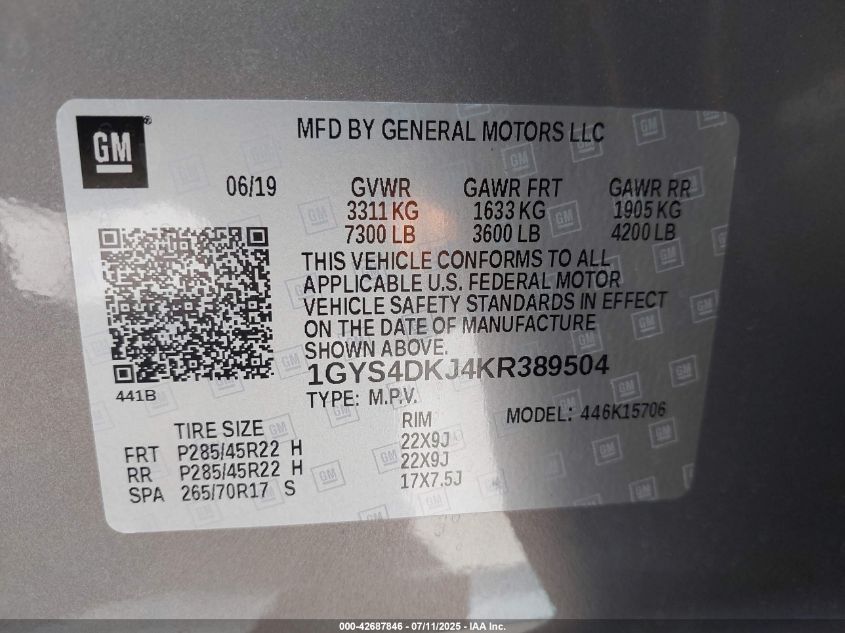 GM ®
MFD BY GENERAL MOTORS LLC
06/19 GVWR GAWR FRT GAWR RR
3311 KG 1633 KG 1905 KG
7300 LB 3600 LB 4200 LB
THIS VEHICLE CONFORMS TO ALL
APPLICABLE U.S. FEDERAL MOTOR
VEHICLE SAFETY STANDARDS IN EFFECT
ON THE DATE OF MANUFACTURE
SHOWN ABOVE.
1GYS4DKJ4KR389504
441B
TYPE: M.P.V.
MODEL: 446K15706
TIRE SIZE RIM
FRT P285/45R22 H 22X9J
RR P285/45R22 H 22X9J
SPA 265/70R17 S 17X7.5J
000-42687846 - 07/11/2025 - IAA Inc.